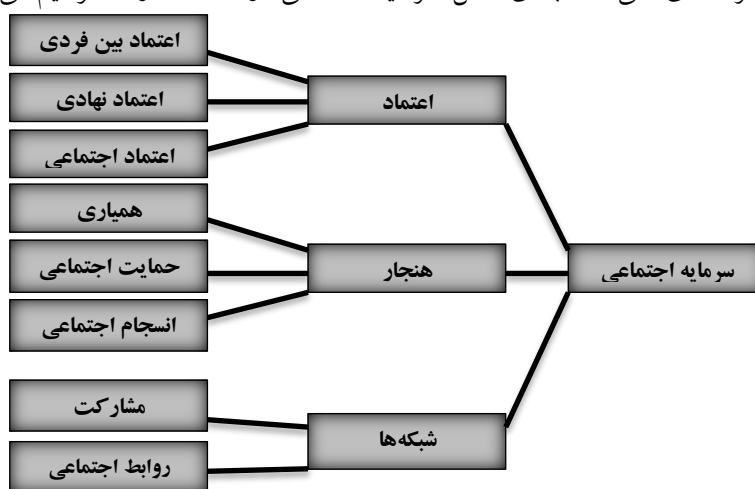 سرمایه اجتماعی
اعتماد
اعتماد بین فردی
اعتماد نهادی
اعتماد اجتماعی
هنجار
همیاری
حمایت اجتماعی
انسجام اجتماعی
شبکه‌ها
مشارکت
روابط اجتماعی